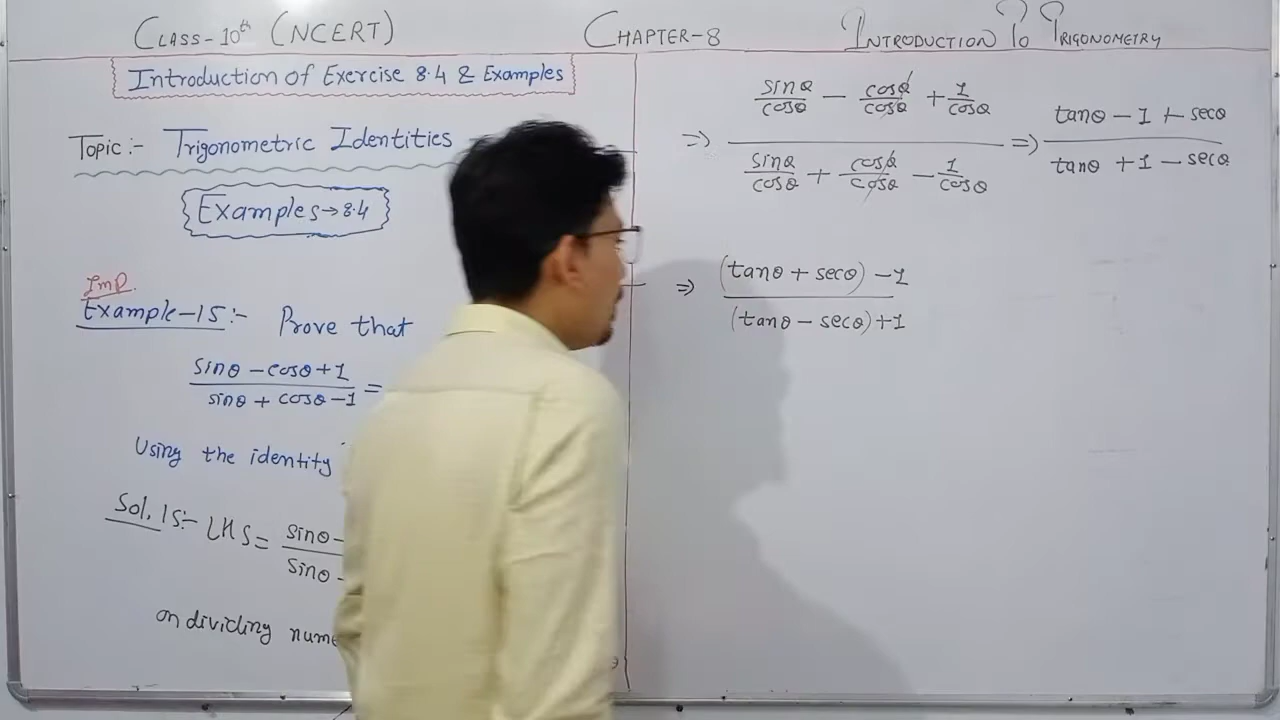 CLASS-10th (NCERT) CHAPTER-8 INTRODUCTION TO TRIGONOMETRY
Introduction of Exercise 8.4 & Examples
Topic:- Trigonometric Identities
Examples→8.4
Imp.
Example-15:- Prove that
sinθ - cosθ + 1
sinθ + cosθ - 1 =
Using the identity
Sol. 15:- LHS = sinθ -
sinθ -
on dividing nume
=> sinθ/cosθ - cosθ/cosθ + 1/cosθ
sinθ/cosθ + cosθ/cosθ - 1/cosθ
=> tanθ - 1 + secθ
tanθ + 1 - secθ
=> (tanθ + secθ) - 1
(tanθ - secθ) + 1